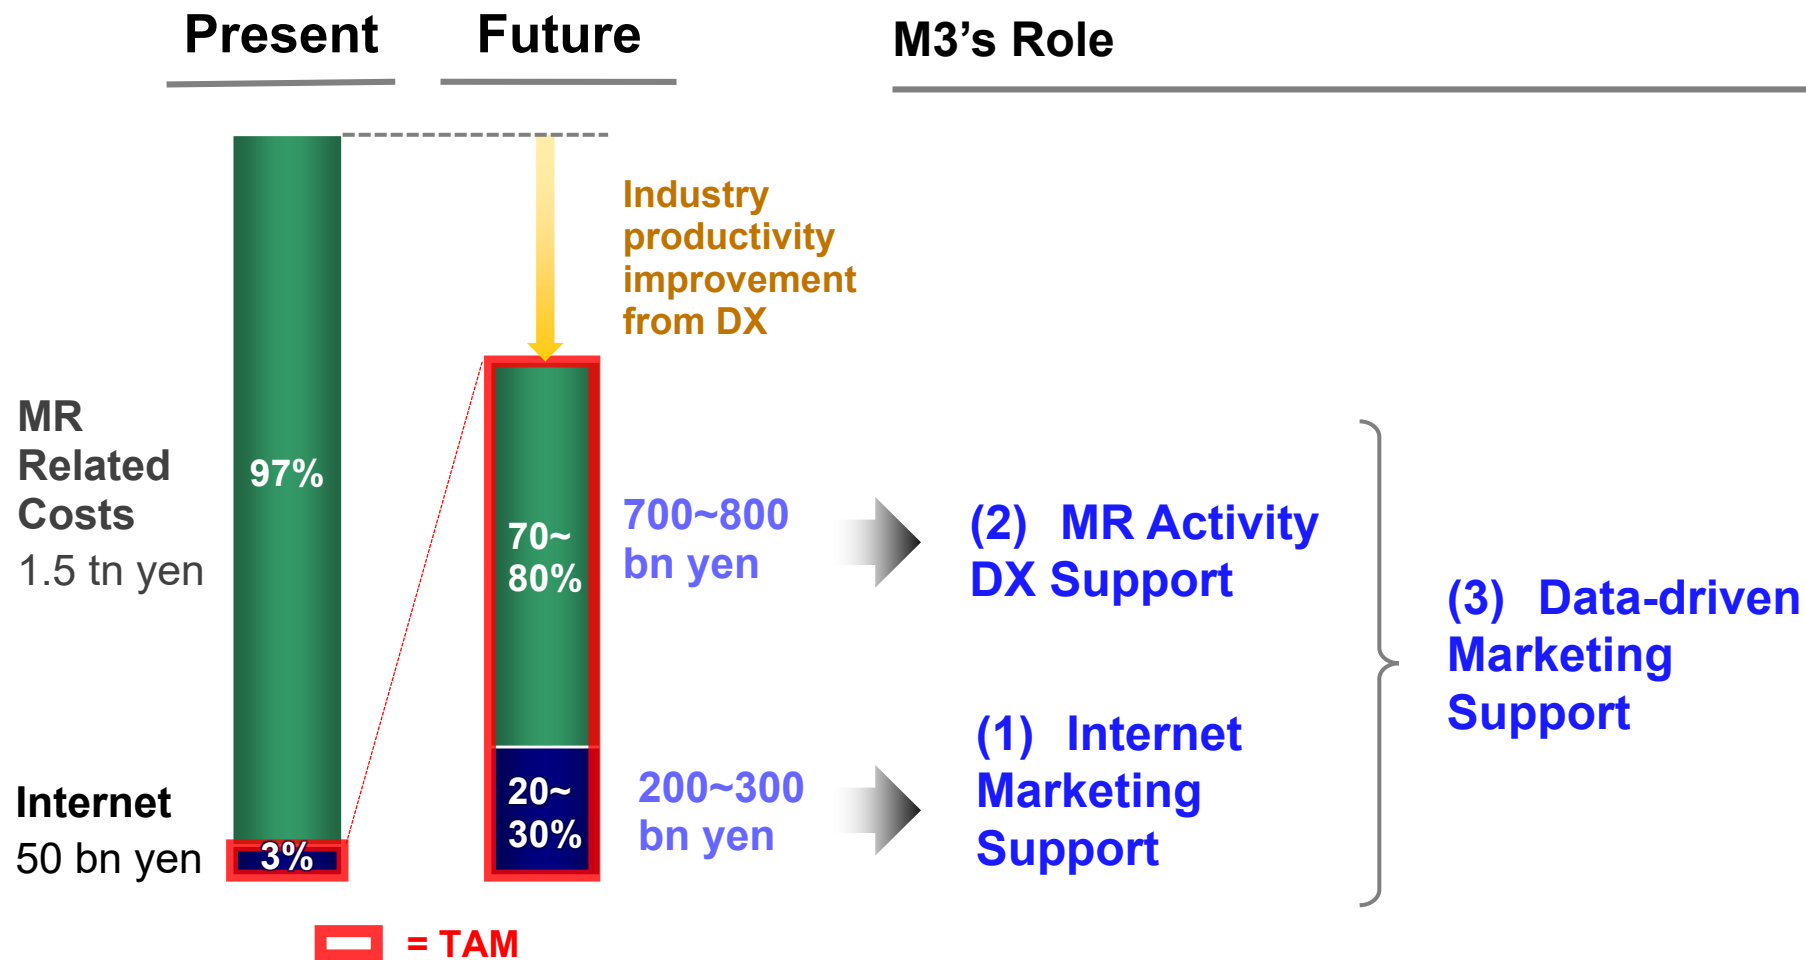 Present
Future
M3’s Role
Industry
productivity
improvement
from DX
MR
Related
Costs
1.5 tn yen
97%
70~
80%
700~800
bn yen
(2) MR Activity
DX Support
(3) Data-driven
Marketing
Support
Internet
50 bn yen
3%
20~
30%
200~300
bn yen
(1) Internet
Marketing
Support
= TAM